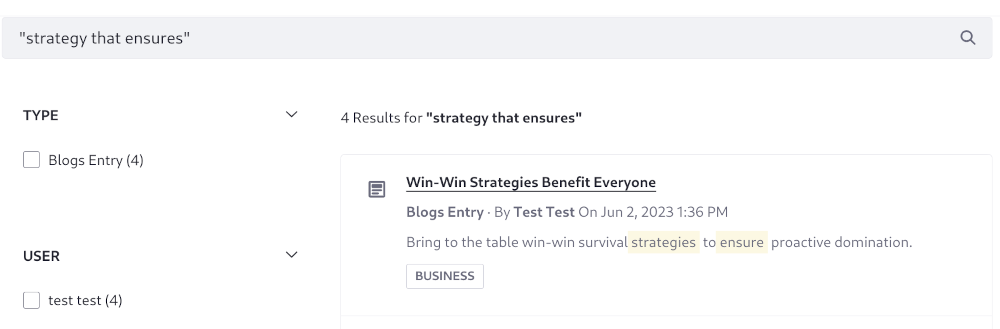 "strategy that ensures"
TYPE
Blogs Entry (4)
USER
test test (4)
4 Results for "strategy that ensures"
Win-Win Strategies Benefit Everyone
Blogs Entry · By Test Test On Jun 2, 2023 1:36 PM
Bring to the table win-win survival strategies to ensure proactive domination.
BUSINESS